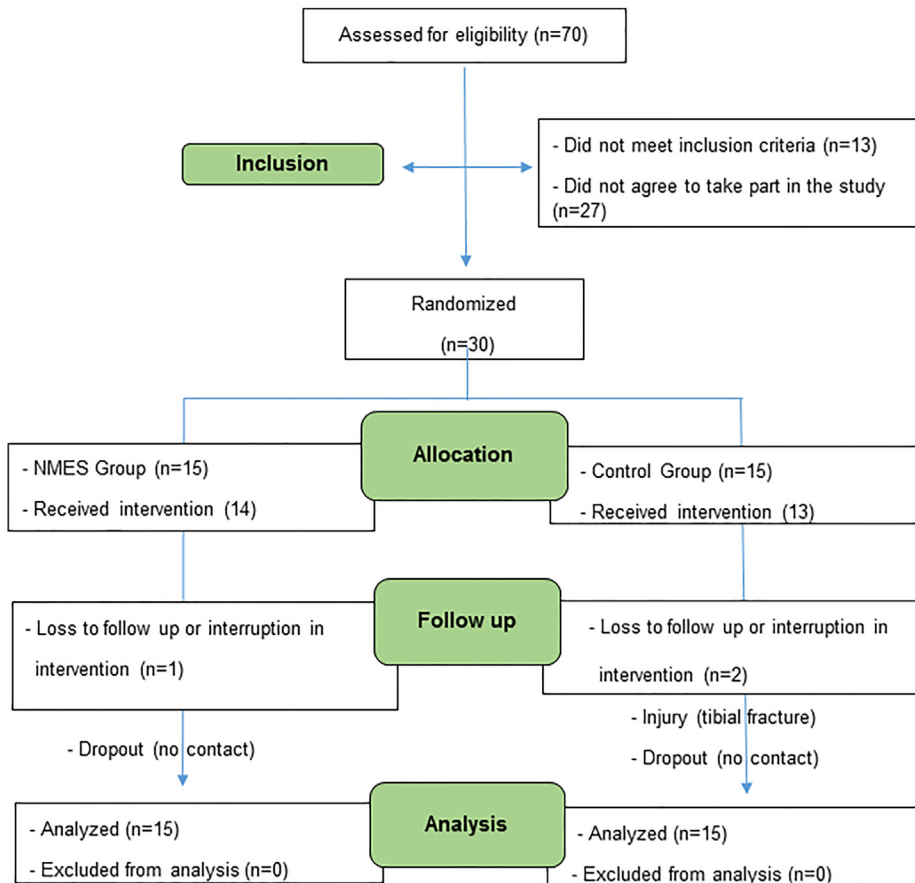 Assessed for eligibility (n=70)
Inclusion
- Did not meet inclusion criteria (n=13)
- Did not agree to take part in the study
(n=27)
Randomized
(n=30)
Allocation
- NMES Group (n=15)
- Received intervention (14)
- Control Group (n=15)
- Received intervention (13)
Follow up
- Loss to follow up or interruption in
intervention (n=1)
- Dropout (no contact)
- Loss to follow up or interruption in
intervention (n=2)
- Injury (tibial fracture)
- Dropout (no contact)
Analysis
- Analyzed (n=15)
- Excluded from analysis (n=0)
- Analyzed (n=15)
- Excluded from analysis (n=0)